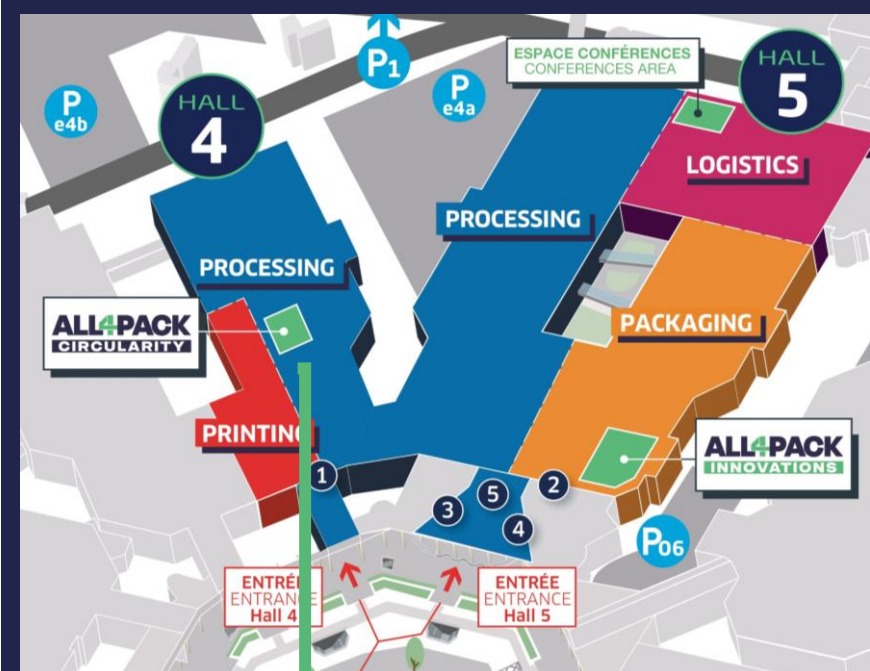 P1
ESPACE CONFÉRENCES
CONFERENCES AREA
HALL
5
P
e4b
HALL
4
P
e4a
LOGISTICS
PROCESSING
PROCESSING
ALL4PACK
CIRCULARITY
PACKAGING
PRINTING
ALL4PACK
INNOVATIONS
1
2
5
3
4
P06
ENTRÉE
ENTRANCE
Hall 4
ENTRÉE
ENTRANCE
Hall 5